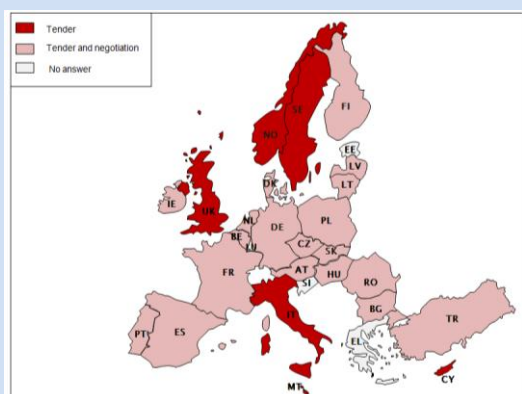 Tender
Tender and negotiation
No answer
FI
SE
NO
EE
LV
LT
DK
IE
UK
NL
BE
LU
DE
PL
CZ
SK
FR
AT
HU
SI
RO
IT
BG
PT
ES
EL
TR
MT
CY